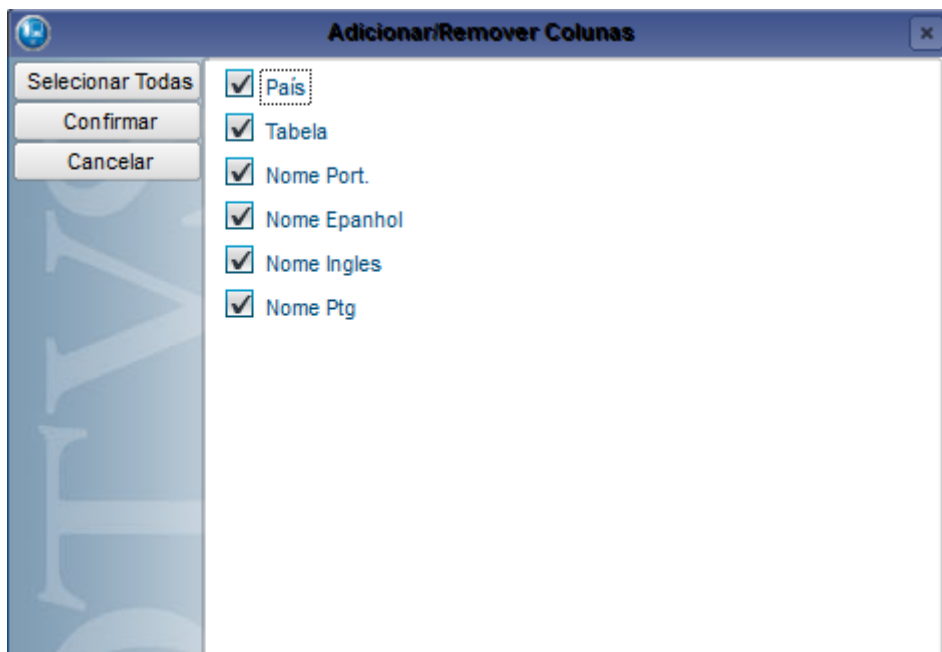 Adicionar/Remover Colunas
Selecionar Todas
Confirmar
Cancelar
País
Tabela
Nome Port.
Nome Epanhol
Nome Ingles
Nome Ptg